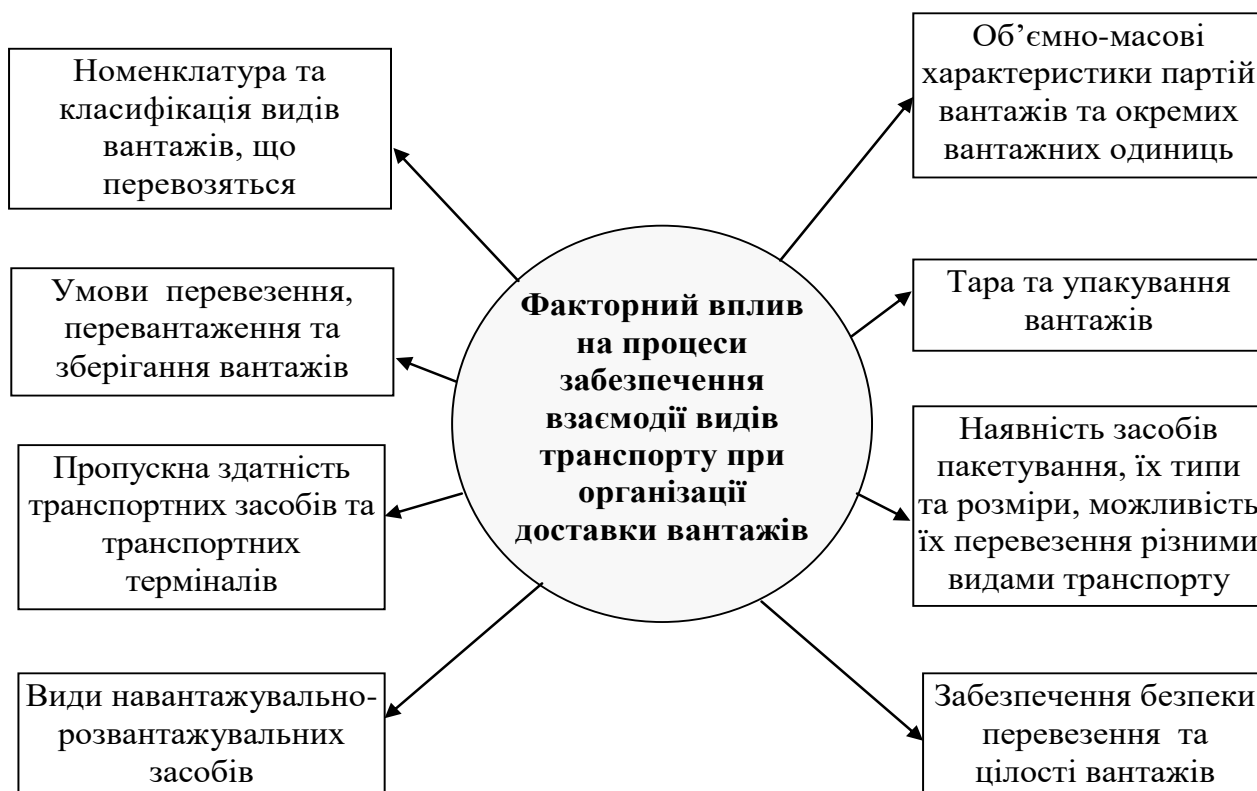 Номенклатура та
класифікація видів
вантажів, що
перевозяться
Умови перевезення,
перевантаження та
зберігання вантажів
Пропускна здатність
транспортних засобів та
транспортних
терміналів
Види навантажувально-
розвантажувальних
засобів
Факторний вплив
на процеси
забезпечення
взаємодії видів
транспорту при
організації
доставки вантажів
Об’ємно-масові
характеристики партій
вантажів та окремих
вантажних одиниць
Тара та упакування
вантажів
Наявність засобів
пакетування, їх типи
та розміри, можливість
їх перевезення різними
видами транспорту
Забезпечення безпеки
перевезення та
цілості вантажів